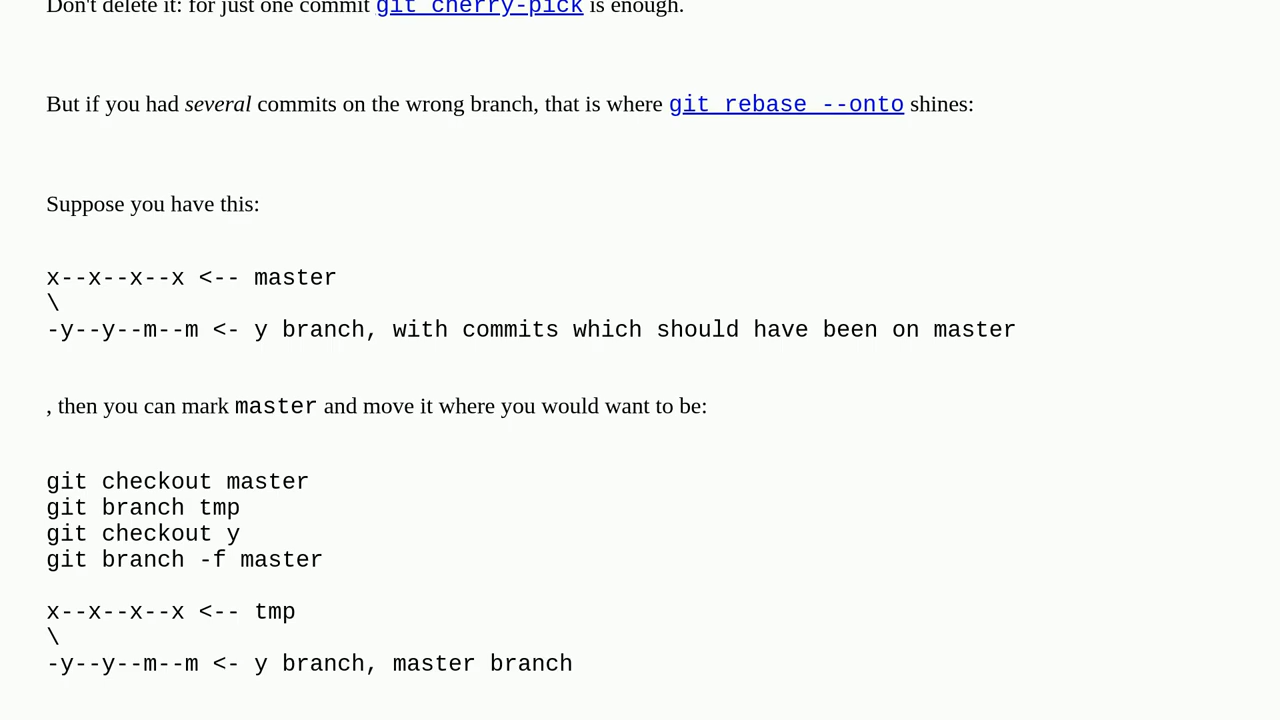 Don't delete it: for just one commit git cherry-pick is enough.
But if you had several commits on the wrong branch, that is where git rebase --onto shines:
Suppose you have this:
x--x--x--x <-- master
\
-y--y--m--m <- y branch, with commits which should have been on master
, then you can mark master and move it where you would want to be:
git checkout master
git branch tmp
git checkout y
git branch -f master
x--x--x--x <-- tmp
\
-y--y--m--m <- y branch, master branch